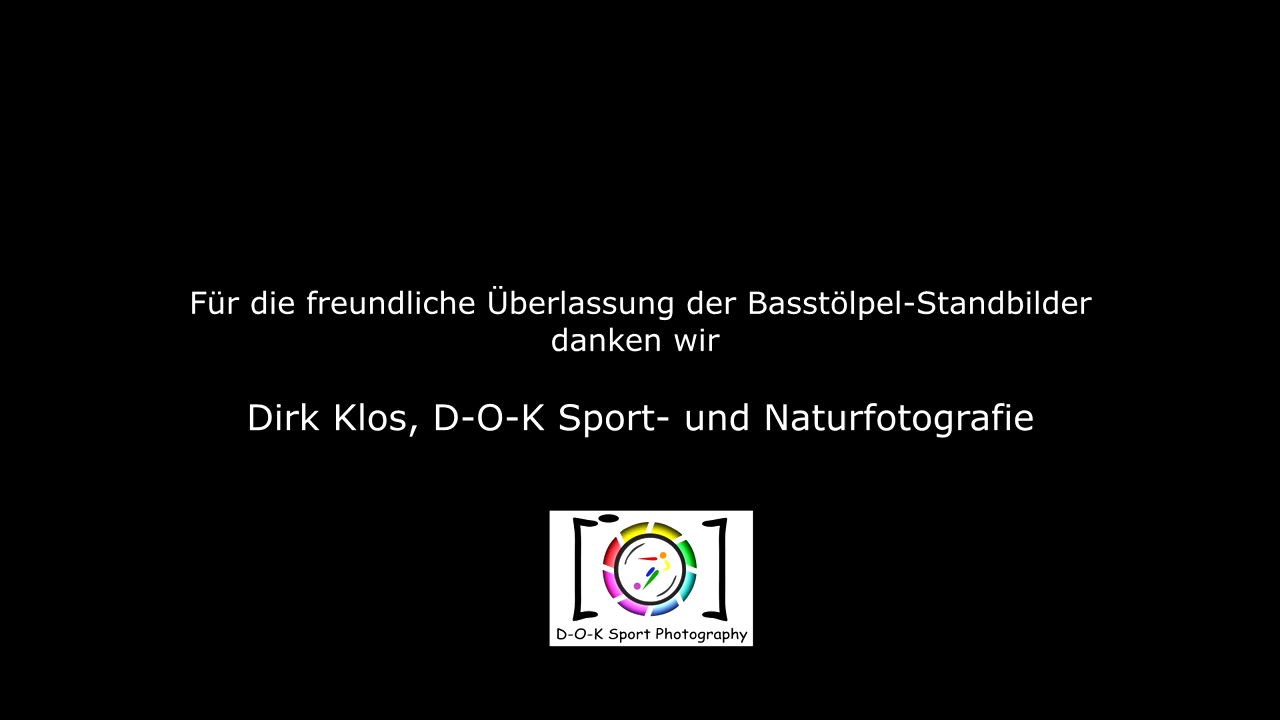 Für die freundliche Überlassung der Basstölpel-Standbilder
danken wir
Dirk Klos, D-O-K Sport- und Naturfotografie
D-O-K Sport Photography